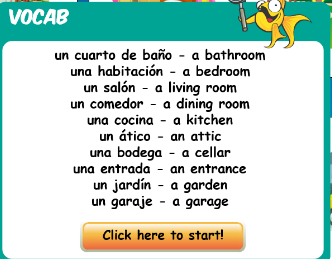 VOCAB
un cuarto de baño - a bathroom
una habitación - a bedroom
un salón - a living room
un comedor - a dining room
una cocina - a kitchen
un ático - an attic
una bodega - a cellar
una entrada - an entrance
un jardín - a garden
un garaje - a garage
Click here to start!